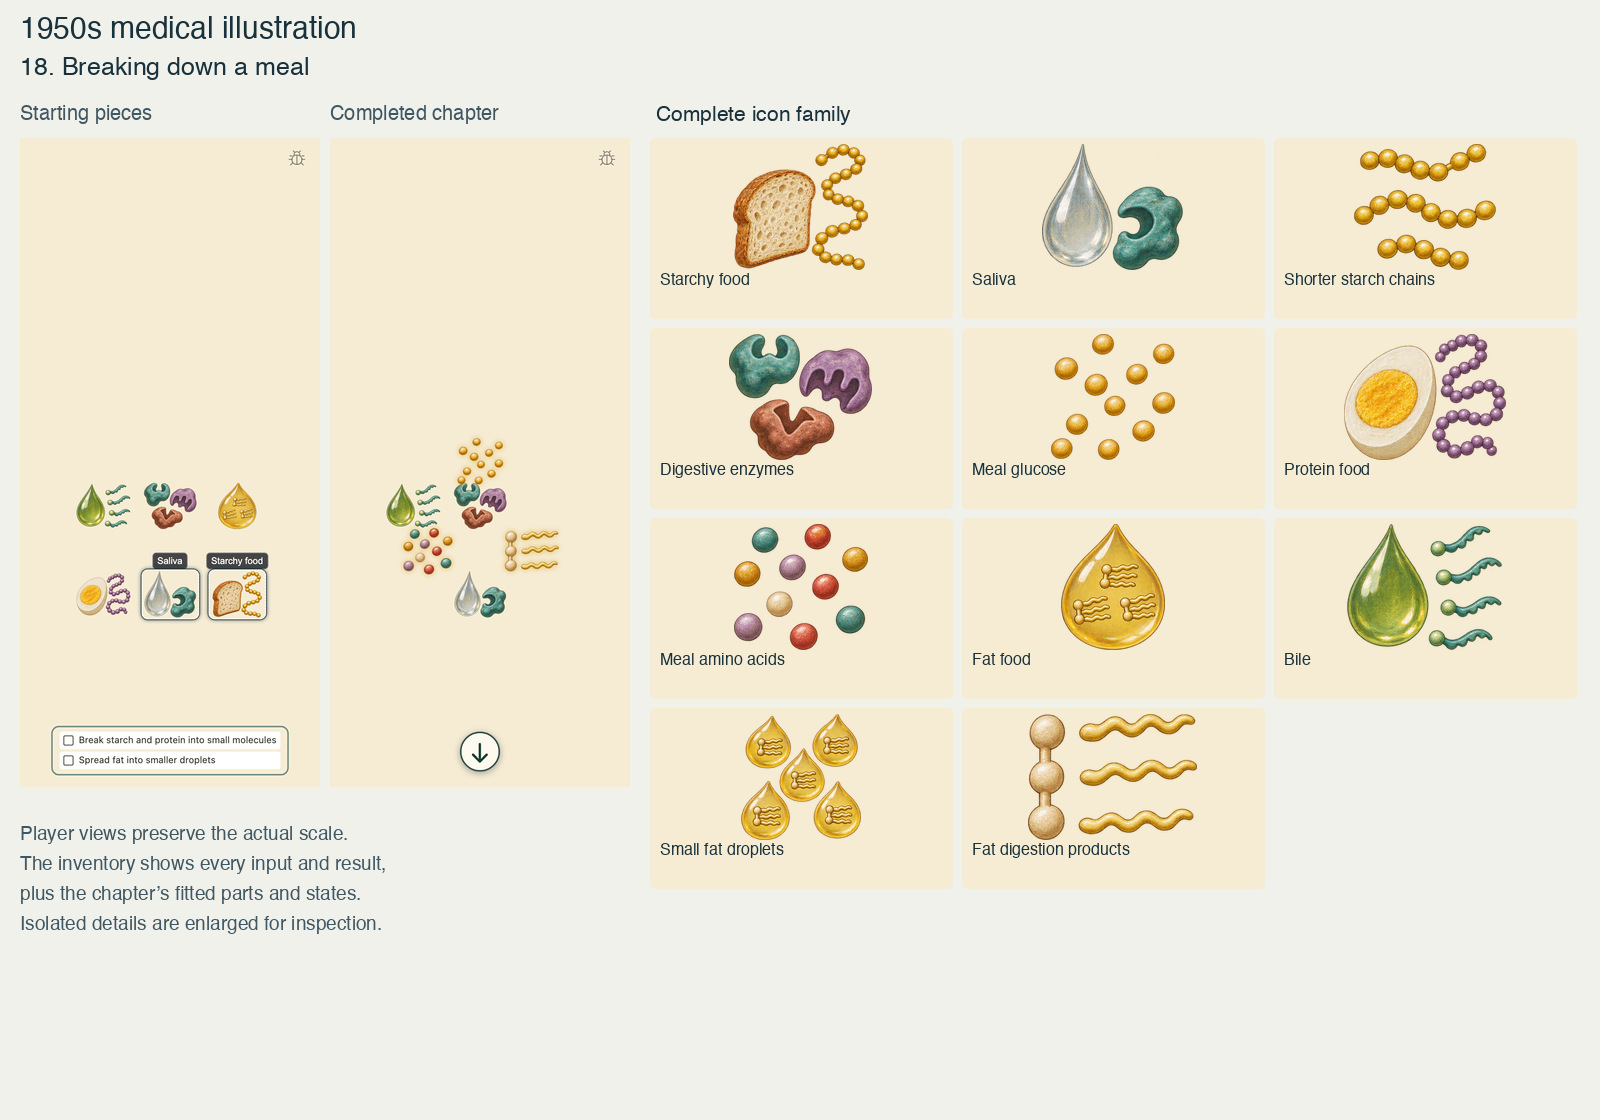 1950s medical illustration
18. Breaking down a meal
Starting pieces
Completed chapter
Complete icon family
Saliva
Starchy food
Break starch and protein into small molecules
Spread fat into smaller droplets
Starchy food
Saliva
Shorter starch chains
Digestive enzymes
Meal glucose
Protein food
Meal amino acids
Fat food
Bile
Small fat droplets
Fat digestion products
Player views preserve the actual scale.
The inventory shows every input and result,
plus the chapter’s fitted parts and states.
Isolated details are enlarged for inspection.